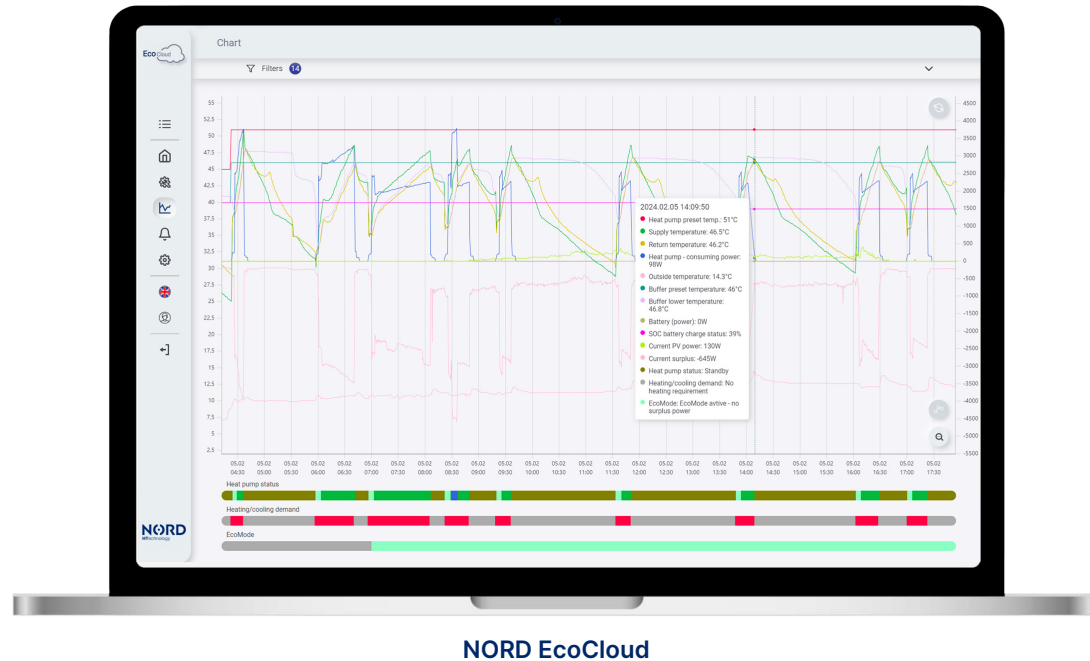 Eco Cloud
Chart
Filters 14
55
52.5
50
47.5
45
42.5
40
37.5
35
32.5
30
27.5
25
22.5
20
17.5
15
12.5
10
7.5
5
2.5
4500
4000
3500
3000
2500
2000
1500
1000
500
0
-500
-1000
-1500
-2000
-2500
-3000
-3500
-4000
-4500
-5000
-5500
2024.02.05 14:09:50
Heat pump preset temp.: 51°C
Supply temperature: 46.5°C
Return temperature: 46.2°C
Heat pump - consuming power:
98W
Outside temperature: 14.3°C
Buffer preset temperature: 46°C
Buffer lower temperature:
46.8°C
Battery (power): 0W
SOC battery charge status: 39%
Current PV power: 130W
Current surplus: -645W
Heat pump status: Standby
Heating/cooling demand: No
heating requirement
EcoMode: EcoMode avtive - no
surplus power
05.02 05.02 05.02 05.02 05.02 05.02 05.02 05.02 05.02 05.02 05.02 05.02 05.02 05.02 05.02 05.02 05.02 05.02 05.02 05.02 05.02 05.02 05.02 05.02 05.02 05.02 05.02
04:30 05:00 05:30 06:00 06:30 07:00 07:30 08:00 08:30 09:00 09:30 10:00 10:30 11:00 11:30 12:00 12:30 13:00 13:30 14:00 14:30 15:00 15:30 16:00 16:30 17:00 17:30
Heat pump status
Heating/cooling demand
EcoMode
NORD
NORD EcoCloud